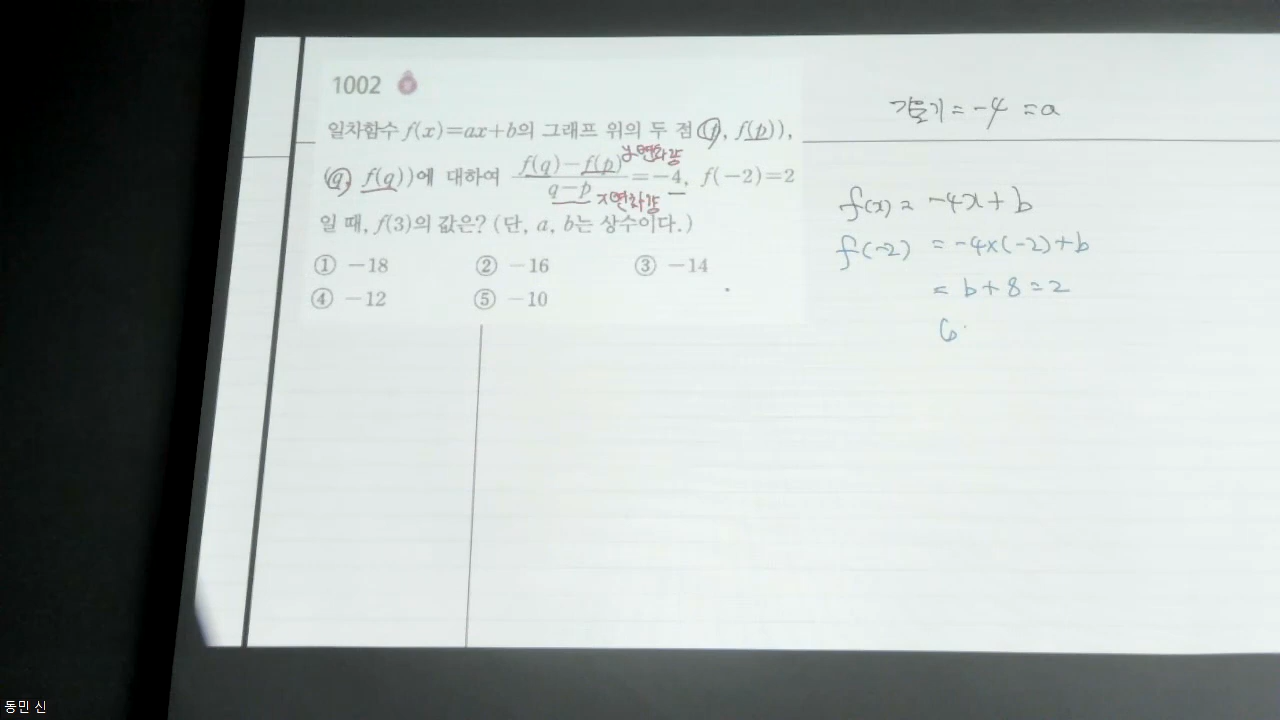 1002
일차함수 f(x)=ax+b의 그래프 위의 두 점 (p, f(p)),
(q, f(q))에 대하여 \frac{f(q)-f(p)}{q-p}=-4, f(-2)=2
y변화량
x변화량
일 때, f(3)의 값은? (단, a, b는 상수이다.)
① -18 ② -16 ③ -14
④ -12 ⑤ -10
기울기 = -4 = a
f(x) = -4x + b
f(-2) = -4×(-2)+b
= b+8=2
동민 신